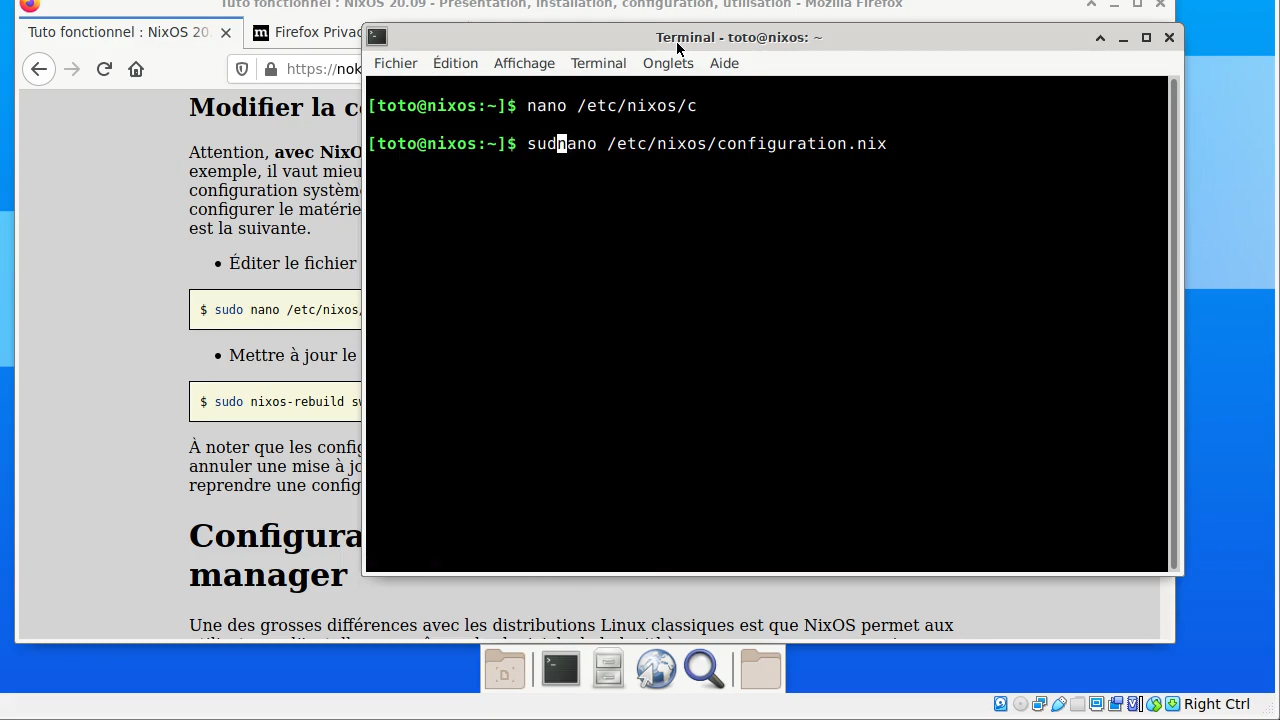 Tuto fonctionnel : NixOS 20.09 - Présentation, installation, configuration, utilisation - Mozilla Firefox
Tuto fonctionnel : NixOS 20.
Firefox Priva
https://nok
Terminal - toto@nixos: ~
Fichier Édition Affichage Terminal Onglets Aide
[toto@nixos:~]$ nano /etc/nixos/c
[toto@nixos:~]$ sudnano /etc/nixos/configuration.nix
Modifier la c
Attention, avec NixO
exemple, il vaut mieu
configuration système
configurer le matérie
est la suivante.
• Éditer le fichier
$ sudo nano /etc/nixos/
• Mettre à jour le
$ sudo nixos-rebuild sw
À noter que les config
annuler une mise à jo
reprendre une config
Configura
manager
Une des grosses différences avec les distributions Linux classiques est que NixOS permet aux
Right Ctrl